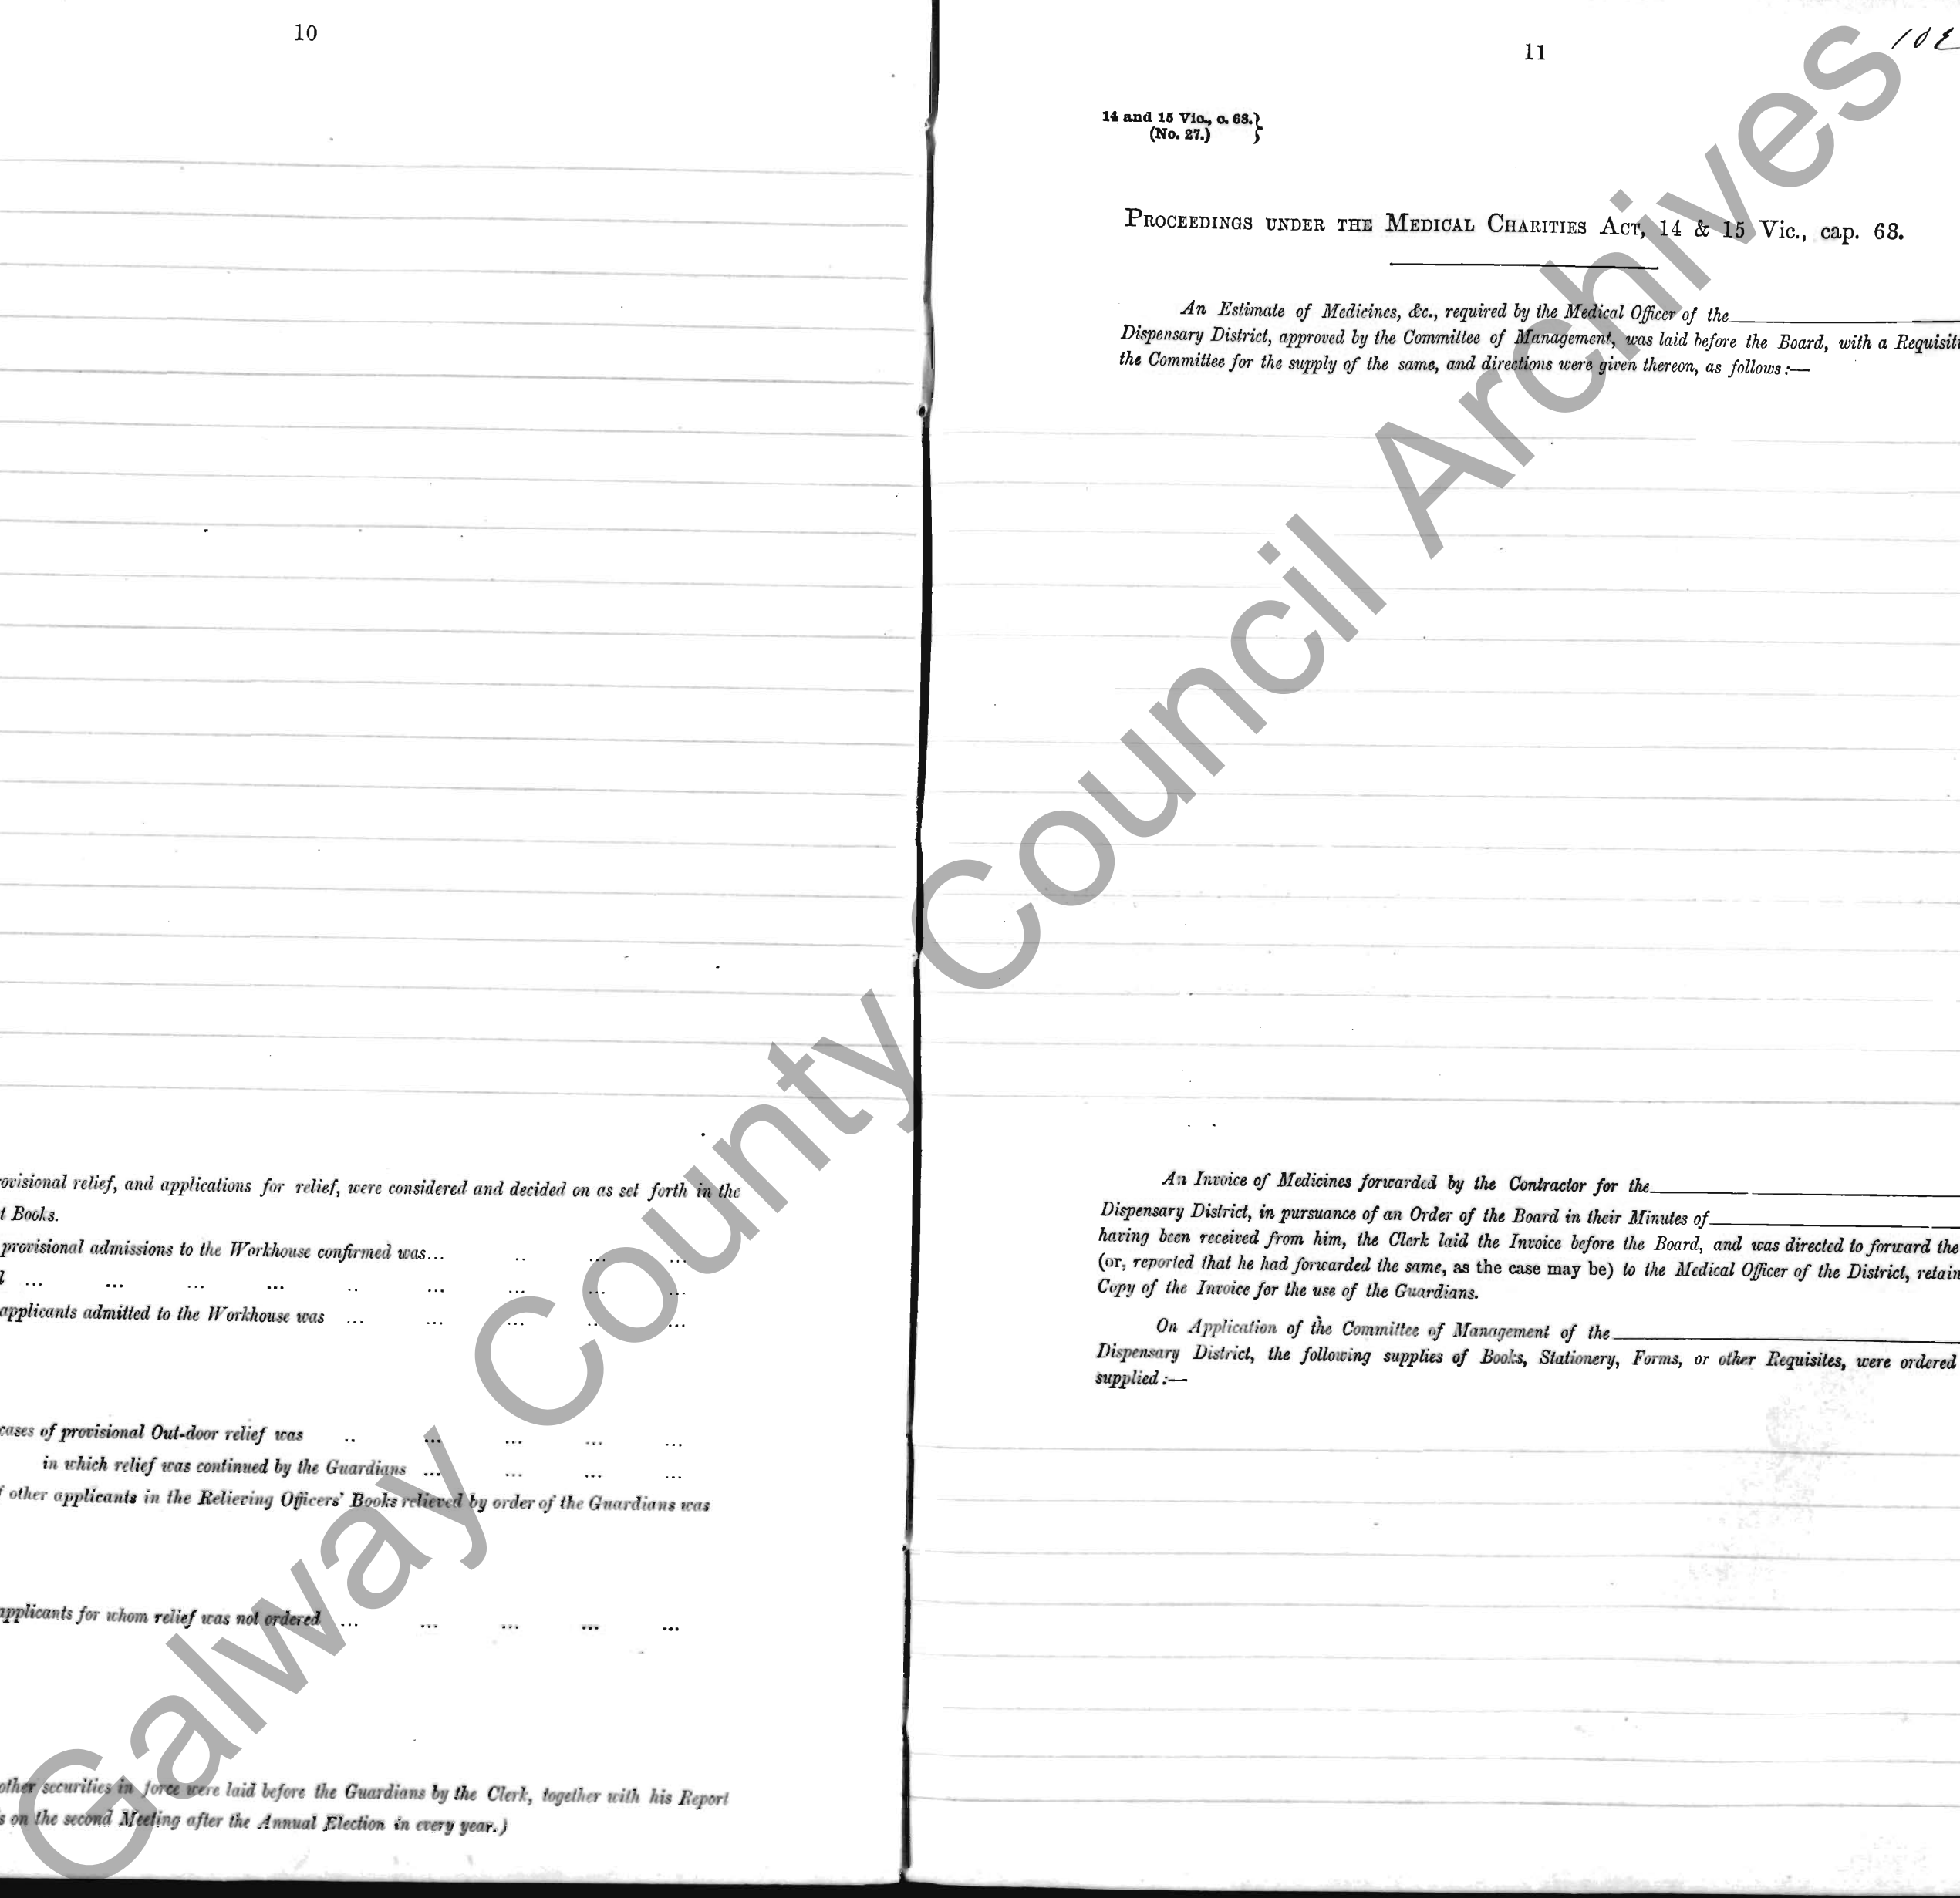 10
ovisional relief, and applications for relief, were considered and decided on as set forth in the
t Books.
provisional admissions to the Workhouse confirmed was... .. ... ...
l ... ... ... ... .. ... ... ... ...
applicants admitted to the Workhouse was ... ... ... .. ...
cases of provisional Out-door relief was .. ... ... ... ...
in which relief was continued by the Guardians ... ... ... ...
f other applicants in the Relieving Officers' Books relieved by order of the Guardians was
applicants for whom relief was not ordered ... ... ... ... ...
other securities in force were laid before the Guardians by the Clerk, together with his Report
s on the second Meeting after the Annual Election in every year.)
11
14 and 15 Vic., c. 68.}
(No. 27.)
PROCEEDINGS UNDER THE MEDICAL CHARITIES ACT, 14 & 15 Vic., cap. 68.
An Estimate of Medicines, &c., required by the Medical Officer of the
Dispensary District, approved by the Committee of Management, was laid before the Board, with a Requisiti
the Committee for the supply of the same, and directions were given thereon, as follows:—
An Invoice of Medicines forwarded by the Contractor for the
Dispensary District, in pursuance of an Order of the Board in their Minutes of
having been received from him, the Clerk laid the Invoice before the Board, and was directed to forward the
(or, reported that he had forwarded the same, as the case may be) to the Medical Officer of the District, retain
Copy of the Invoice for the use of the Guardians.
On Application of the Committee of Management of the
Dispensary District, the following supplies of Books, Stationery, Forms, or other Requisites, were ordered
supplied:—
Galway County Council Archives